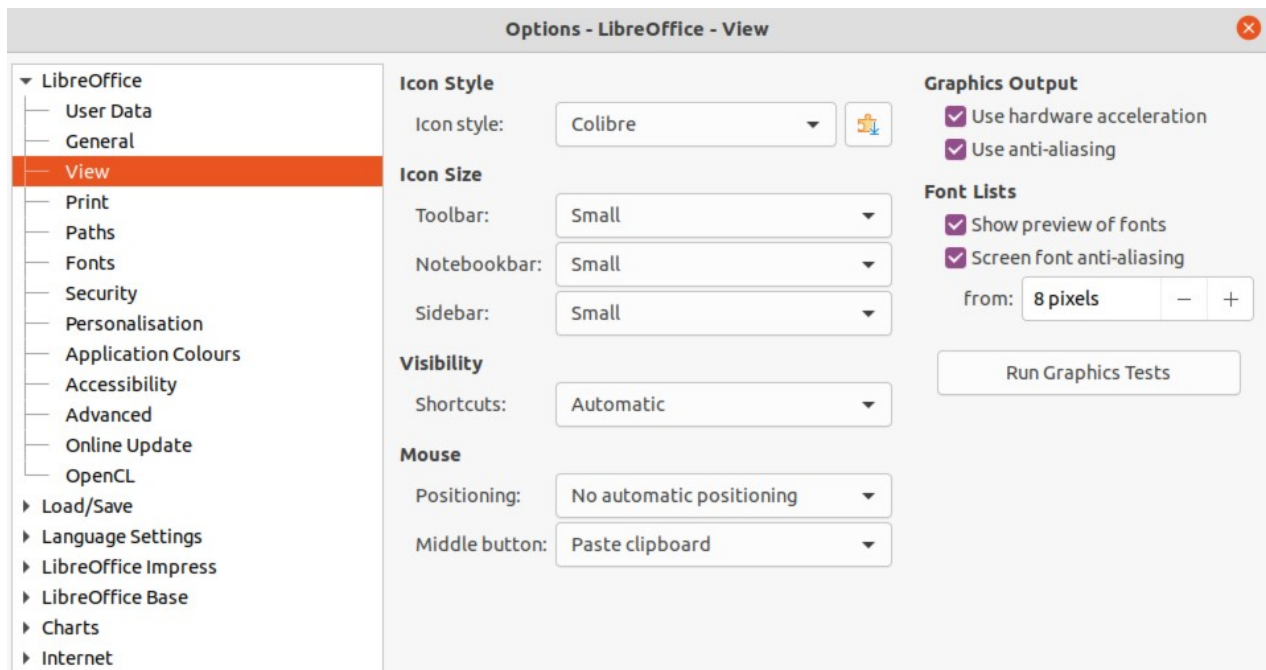 Options - LibreOffice - View
LibreOffice
User Data
General
View
Print
Paths
Fonts
Security
Personalisation
Application Colours
Accessibility
Advanced
Online Update
OpenCL
Load/Save
Language Settings
LibreOffice Impress
LibreOffice Base
Charts
Internet
Icon Style
Icon style: Colibre
Icon Size
Toolbar: Small
Notebookbar: Small
Sidebar: Small
Visibility
Shortcuts: Automatic
Mouse
Positioning: No automatic positioning
Middle button: Paste clipboard
Graphics Output
Use hardware acceleration
Use anti-aliasing
Font Lists
Show preview of fonts
Screen font anti-aliasing
from: 8 pixels − +
Run Graphics Tests